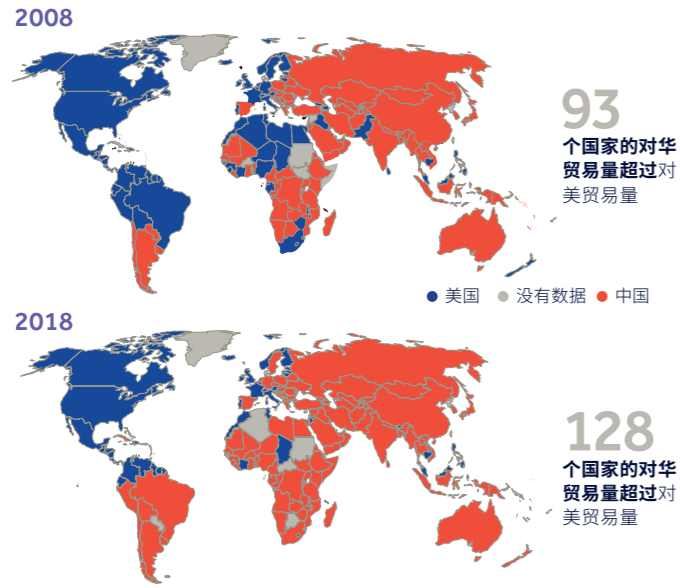 2008
93
个国家的对华
贸易量超过对
美贸易量
美国 没有数据 中国
2018
128
个国家的对华
贸易量超过对
美贸易量